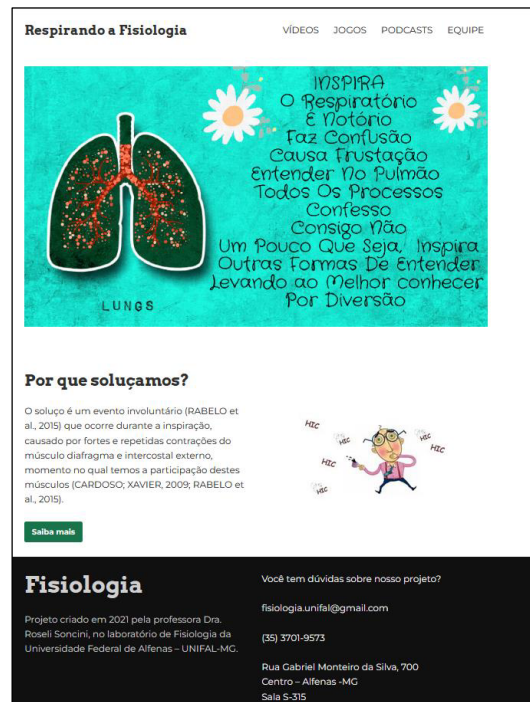 Respirando a Fisiologia
VÍDEOS JOGOS PODCASTS EQUIPE
INSPIRA
O Respiratório
É Notório
Faz Confusão
Causa Frustação
Entender No Pulmão
Todos Os Processos
Confesso
Consigo Não
Um Pouco Que Seja, Inspira
Outras Formas De Entender
Levando ao Melhor conhecer
Por Diversão
LUNGS
Por que soluçamos?
O soluço é um evento involuntário (RABELO et
al., 2015) que ocorre durante a inspiração,
causado por fortes e repetidas contrações do
músculo diafragma e intercostal externo,
momento no qual temos a participação destes
músculos (CARDOSO; XAVIER, 2009; RABELO et
al., 2015).
Saiba mais
HIC
HIC
HIC
HIC
HIC
Fisiologia
Projeto criado em 2021 pela professora Dra.
Roseli Soncini, no laboratório de Fisiologia da
Universidade Federal de Alfenas – UNIFAL-MG.
Você tem dúvidas sobre nosso projeto?
fisiologia.unifal@gmail.com
(35) 3701-9573
Rua Gabriel Monteiro da Silva, 700
Centro – Alfenas -MG
Sala S-315